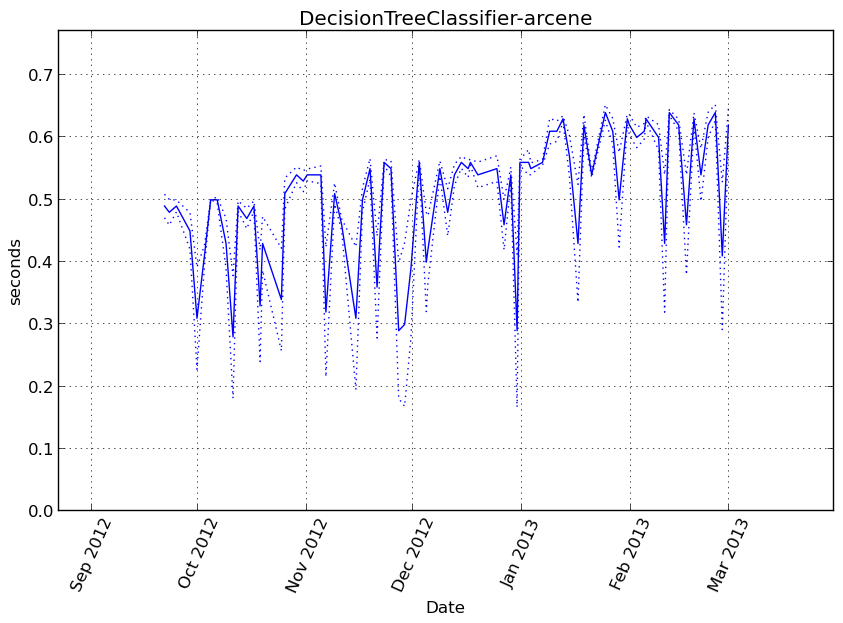 DecisionTreeClassifier-arcene
0.7
0.6
0.5
0.4
0.3
0.2
0.1
0.0
seconds
Sep 2012
Oct 2012
Nov 2012
Dec 2012
Jan 2013
Feb 2013
Mar 2013
Date